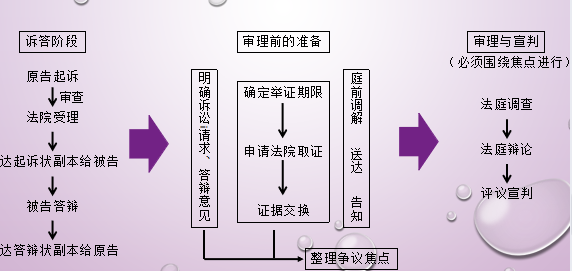 诉答阶段
原告起诉
审查
法院受理
达起诉状副本给被告
被告答辩
达答辩状副本给原告
审理前的准备
明确诉讼请求、答辩意见
确定举证期限
申请法院取证
证据交换
庭前调解 送达 告知
整理争议焦点
审理与宣判
（必须围绕焦点进行）
法庭调查
法庭辩论
评议宣判